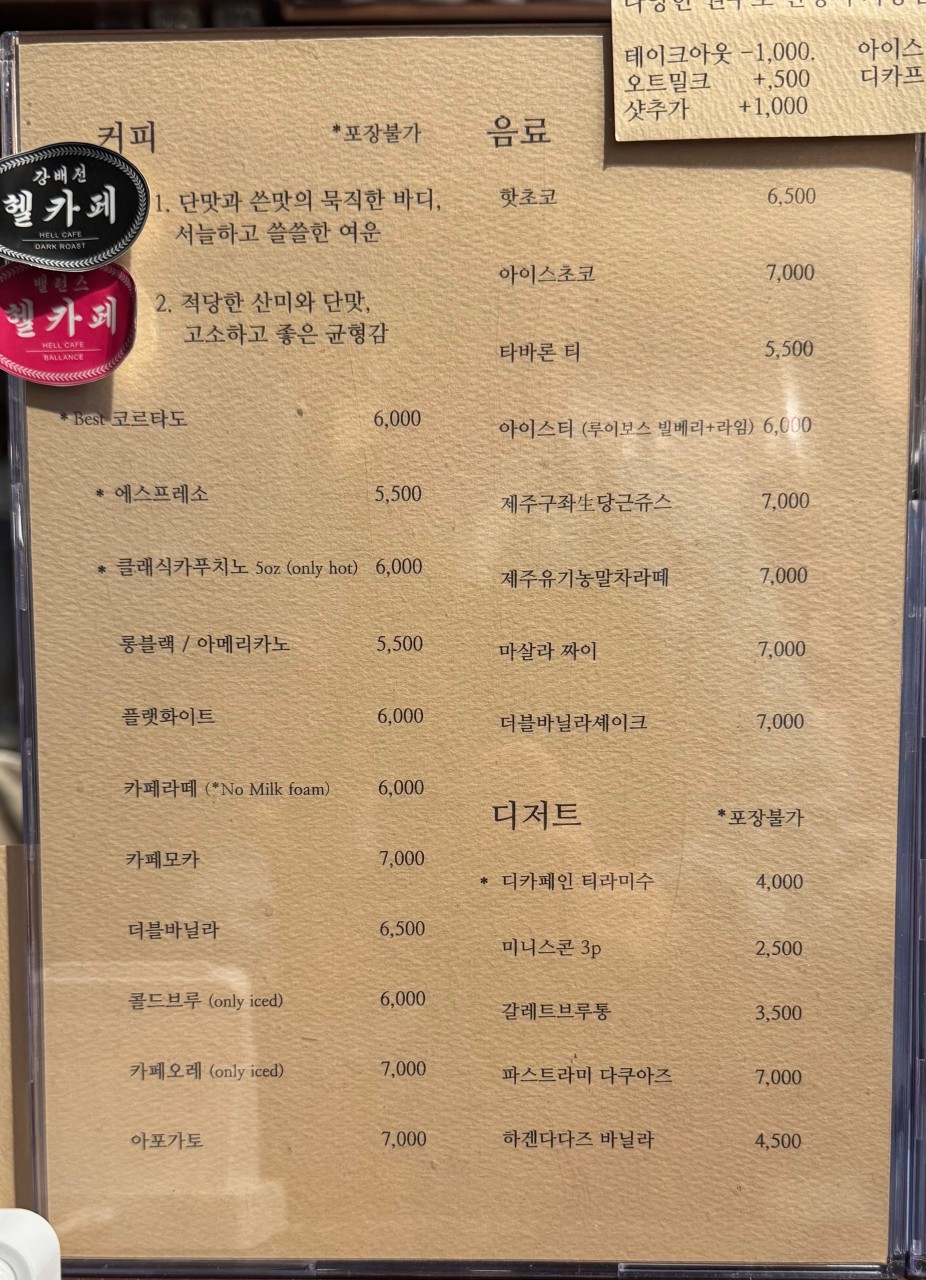 테이크아웃 -1,000. 아이스
오트밀크 +,500 디카프
샷추가 +1,000
커피 *포장불가
강배전
헬카페
HELL CAFE
DARK ROAST
1. 단맛과 쓴맛의 묵직한 바디,
서늘하고 쓸쓸한 여운
밸런스
헬카페
HELL CAFE
BALLANCE
2. 적당한 산미와 단맛,
고소하고 좋은 균형감
* Best 코르타도 6,000
* 에스프레소 5,500
* 클래식카푸치노 5oz (only hot) 6,000
롱블랙 / 아메리카노 5,500
플랫화이트 6,000
카페라떼 (*No Milk foam) 6,000
카페모카 7,000
더블바닐라 6,500
콜드브루 (only iced) 6,000
카페오레 (only iced) 7,000
아포가토 7,000
음료
핫초코 6,500
아이스초코 7,000
타바론 티 5,500
아이스티 (루이보스 빌베리+라임) 6,000
제주구좌生당근쥬스 7,000
제주유기농말차라떼 7,000
마살라 짜이 7,000
더블바닐라셰이크 7,000
디저트 *포장불가
* 디카페인 티라미수 4,000
미니스콘 3p 2,500
갈레트브루통 3,500
파스트라미 다쿠아즈 7,000
하겐다다즈 바닐라 4,500